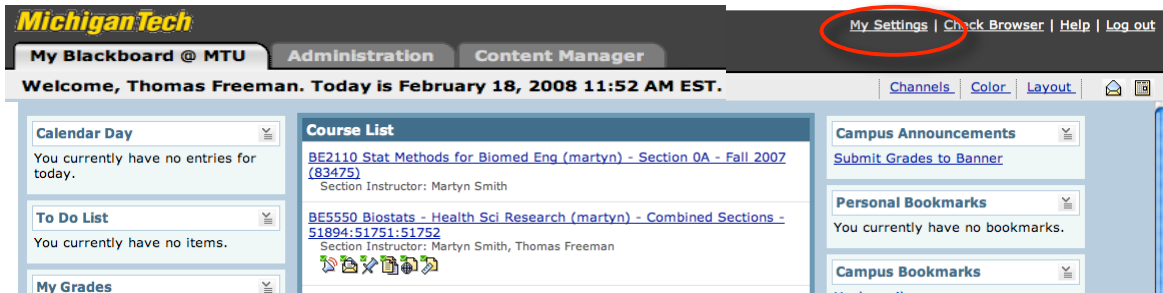 MichiganTech
My Settings | Check Browser | Help | Log out
My Blackboard @ MTU
Administration
Content Manager
Welcome, Thomas Freeman. Today is February 18, 2008 11:52 AM EST.
Channels
Color
Layout
Calendar Day
You currently have no entries for
today.
To Do List
You currently have no items.
My Grades
Course List
BE2110 Stat Methods for Biomed Eng (martyn) - Section 0A - Fall 2007
(83475)
Section Instructor: Martyn Smith
BE5550 Biostats - Health Sci Research (martyn) - Combined Sections -
51894:51751:51752
Section Instructor: Martyn Smith, Thomas Freeman
Campus Announcements
Submit Grades to Banner
Personal Bookmarks
You currently have no bookmarks.
Campus Bookmarks